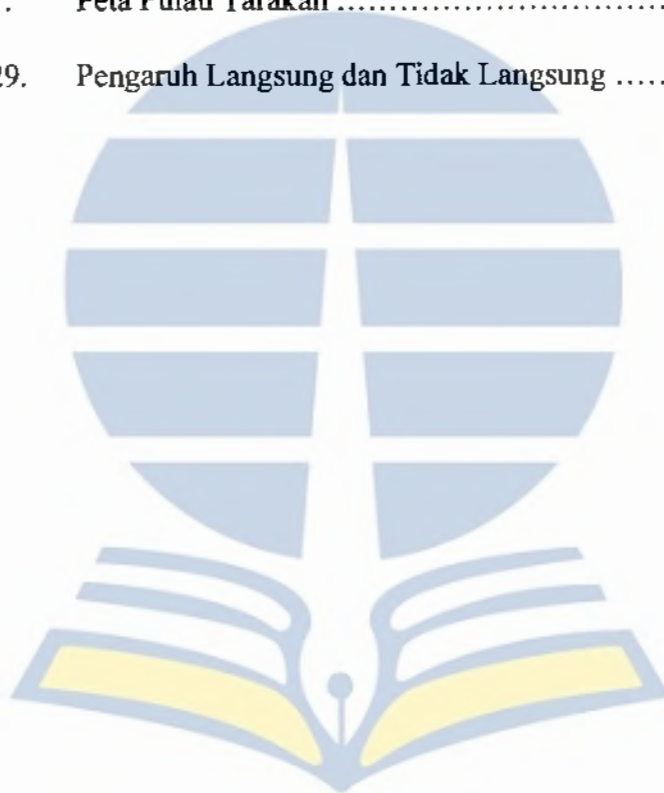 . Peta Pulau Tarakan ..............................
29. Pengaruh Langsung dan Tidak Langsung ......